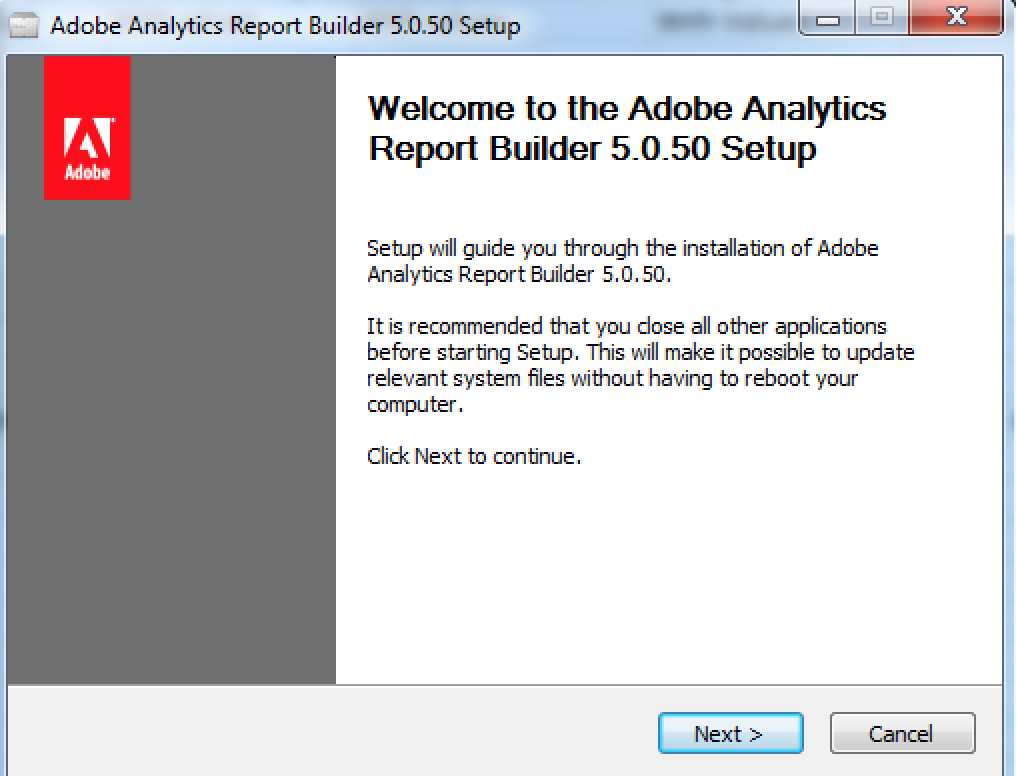 Adobe Analytics Report Builder 5.0.50 Setup
Adobe
Welcome to the Adobe Analytics
Report Builder 5.0.50 Setup
Setup will guide you through the installation of Adobe
Analytics Report Builder 5.0.50.
It is recommended that you close all other applications
before starting Setup. This will make it possible to update
relevant system files without having to reboot your
computer.
Click Next to continue.
Next >
Cancel